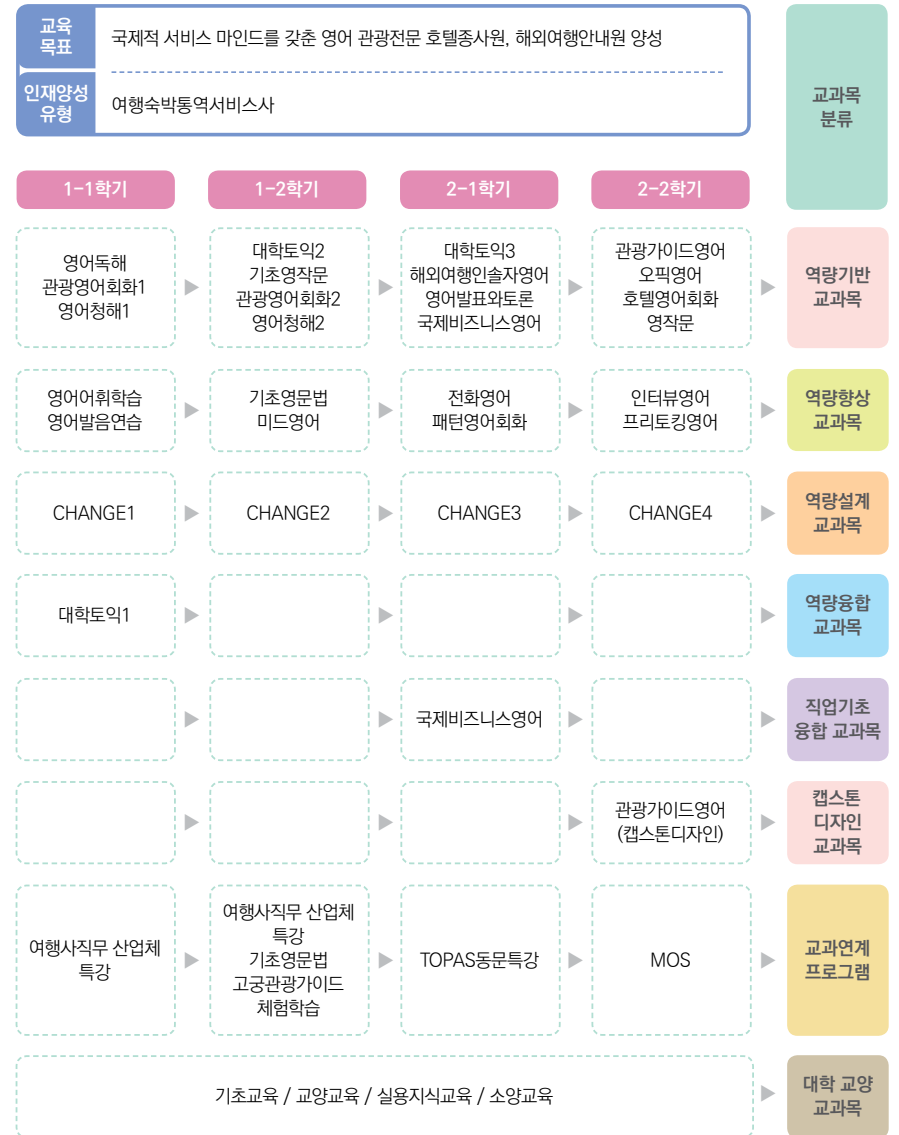 교육
목표
국제적 서비스 마인드를 갖춘 영어 관광전문 호텔종사원, 해외여행안내원 양성
인재양성
유형
여행숙박통역서비스사
교과목
분류
1-1학기
1-2학기
2-1학기
2-2학기
영어독해
관광영어회화1
영어청해1
대학토익2
기초영작문
관광영어회화2
영어청해2
대학토익3
해외여행인솔자영어
영어발표와토론
국제비즈니스영어
관광가이드영어
오픽영어
호텔영어회화
영작문
역량기반
교과목
영어어휘학습
영어발음연습
기초영문법
미드영어
전화영어
패턴영어회화
인터뷰영어
프리토킹영어
역량향상
교과목
CHANGE1
CHANGE2
CHANGE3
CHANGE4
역량설계
교과목
대학토익1
역량융합
교과목
국제비즈니스영어
직업기초
융합 교과목
관광가이드영어
(캡스톤디자인)
캡스톤
디자인
교과목
여행사직무 산업체
특강
여행사직무 산업체
특강
기초영문법
고궁관광가이드
체험학습
TOPAS동문특강
MOS
교과연계
프로그램
기초교육 / 교양교육 / 실용지식교육 / 소양교육
대학 교양
교과목